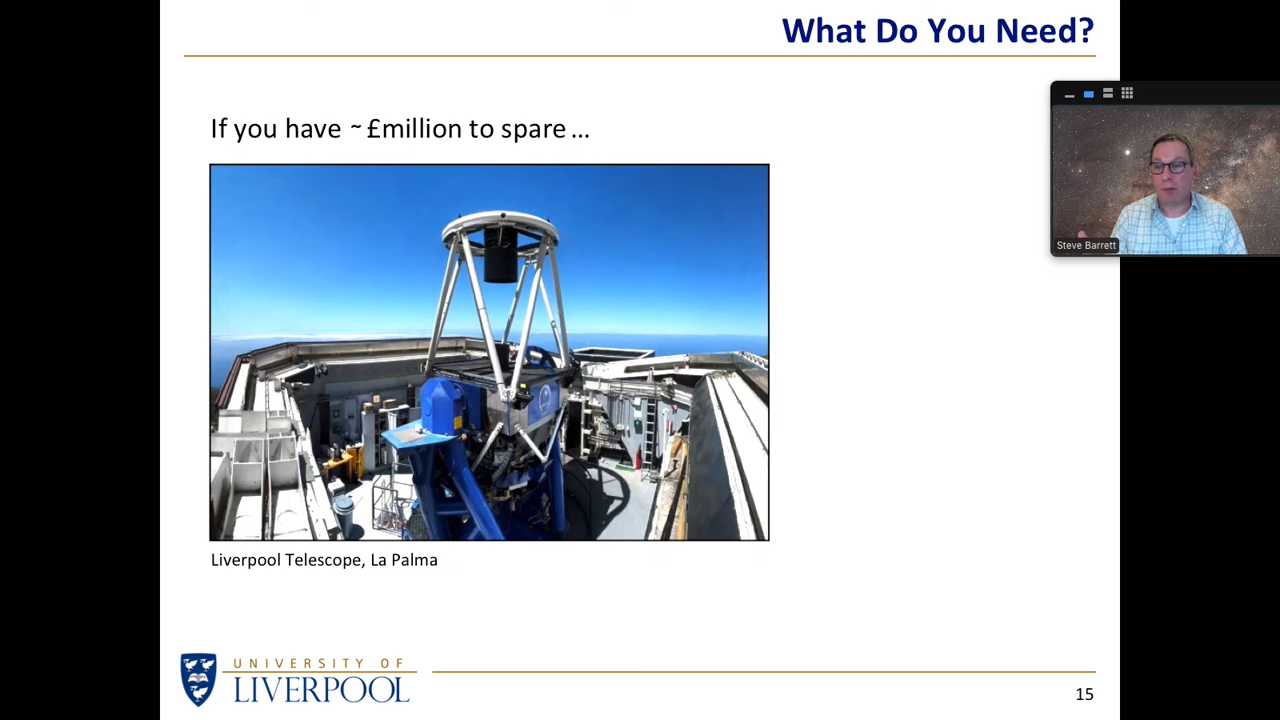 What Do You Need?
If you have ~ £million to spare ...
Steve Barrett
Liverpool Telescope, La Palma
UNIVERSITY OF
LIVERPOOL
15